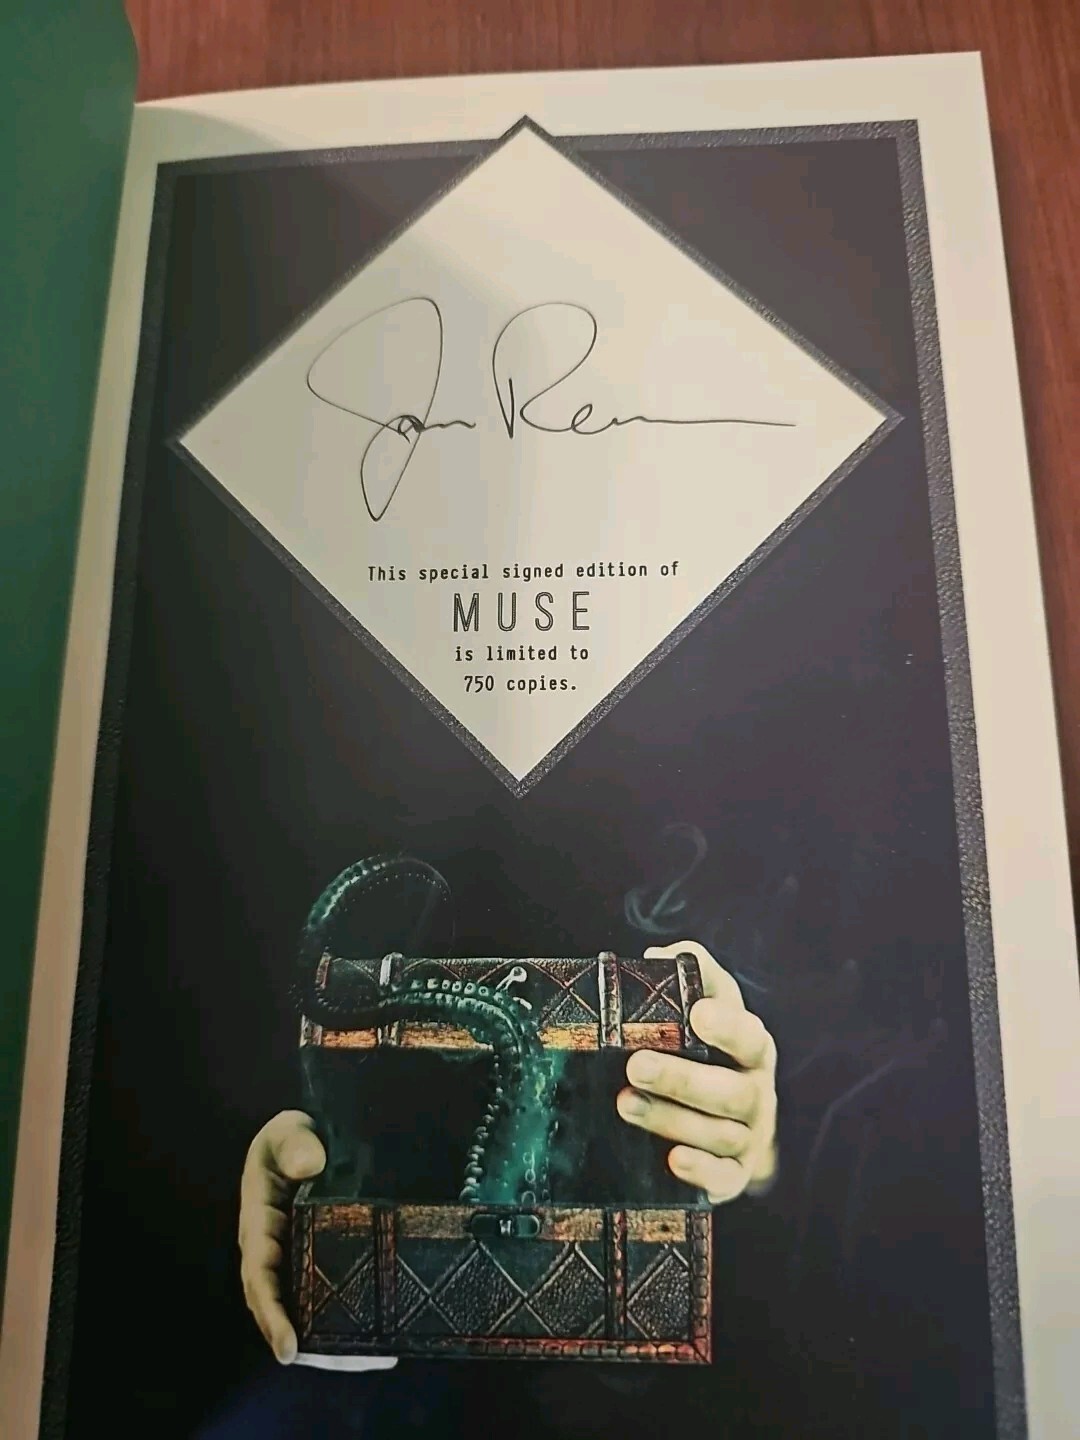 This special signed edition of
MUSE
is limited to
750 copies.